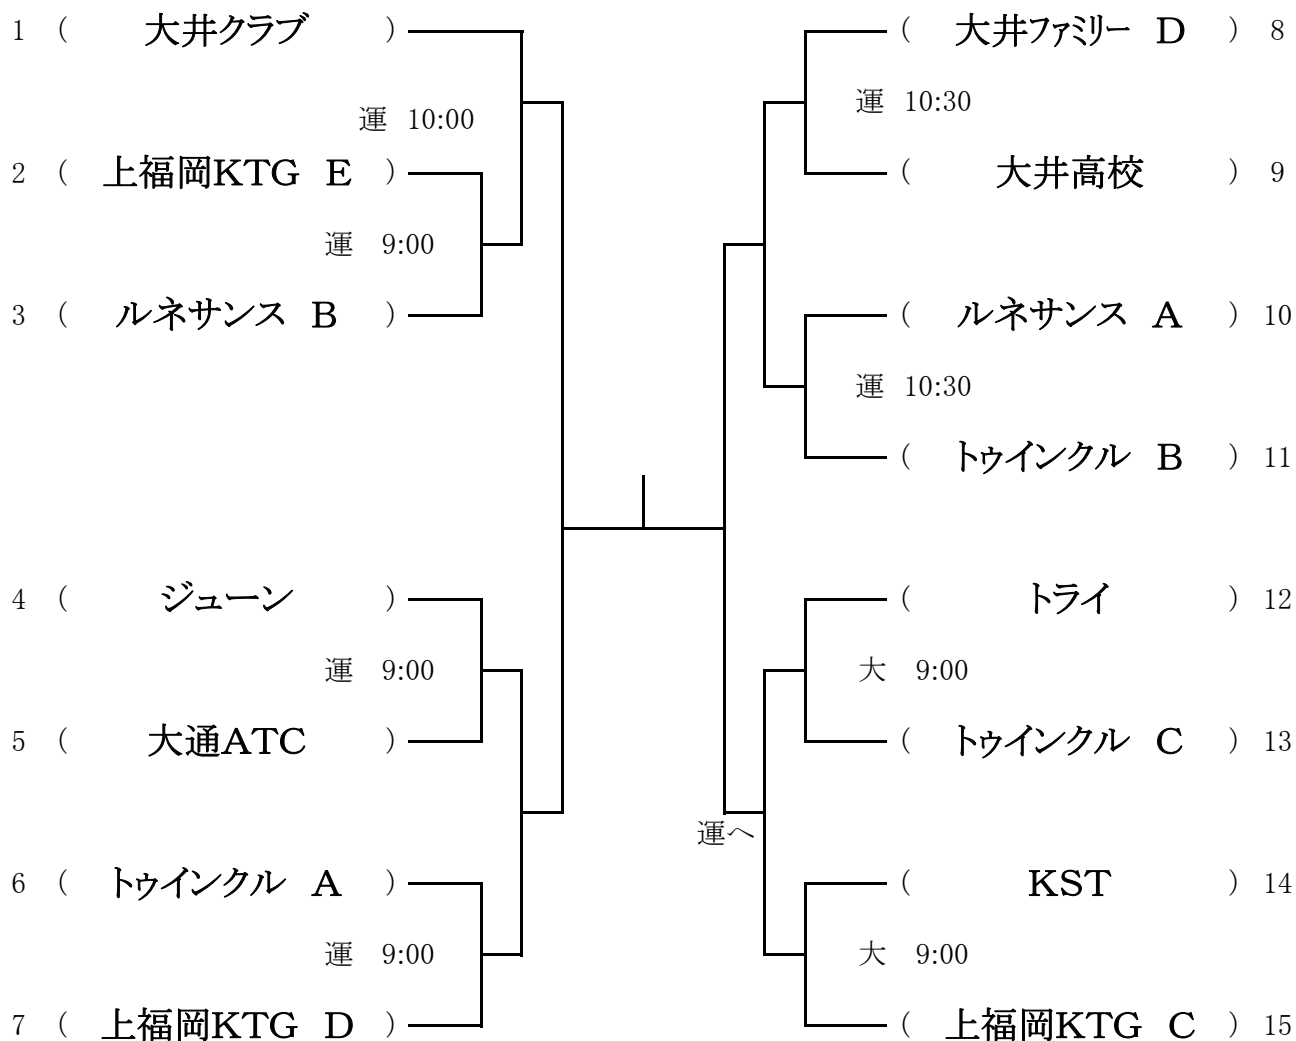 1 ( 大井クラブ )
運 10:00
2 ( 上福岡KTG E )
運 9:00
3 ( ルネサンス B )
4 ( ジューン )
運 9:00
5 ( 大通ATC )
6 ( トゥインクル A )
運 9:00
7 ( 上福岡KTG D )
( 大井ファミリー D ) 8
運 10:30
( 大井高校 ) 9
( ルネサンス A ) 10
運 10:30
( トゥインクル B ) 11
( トライ ) 12
大 9:00
( トゥインクル C ) 13
運へ
( KST ) 14
大 9:00
( 上福岡KTG C ) 15